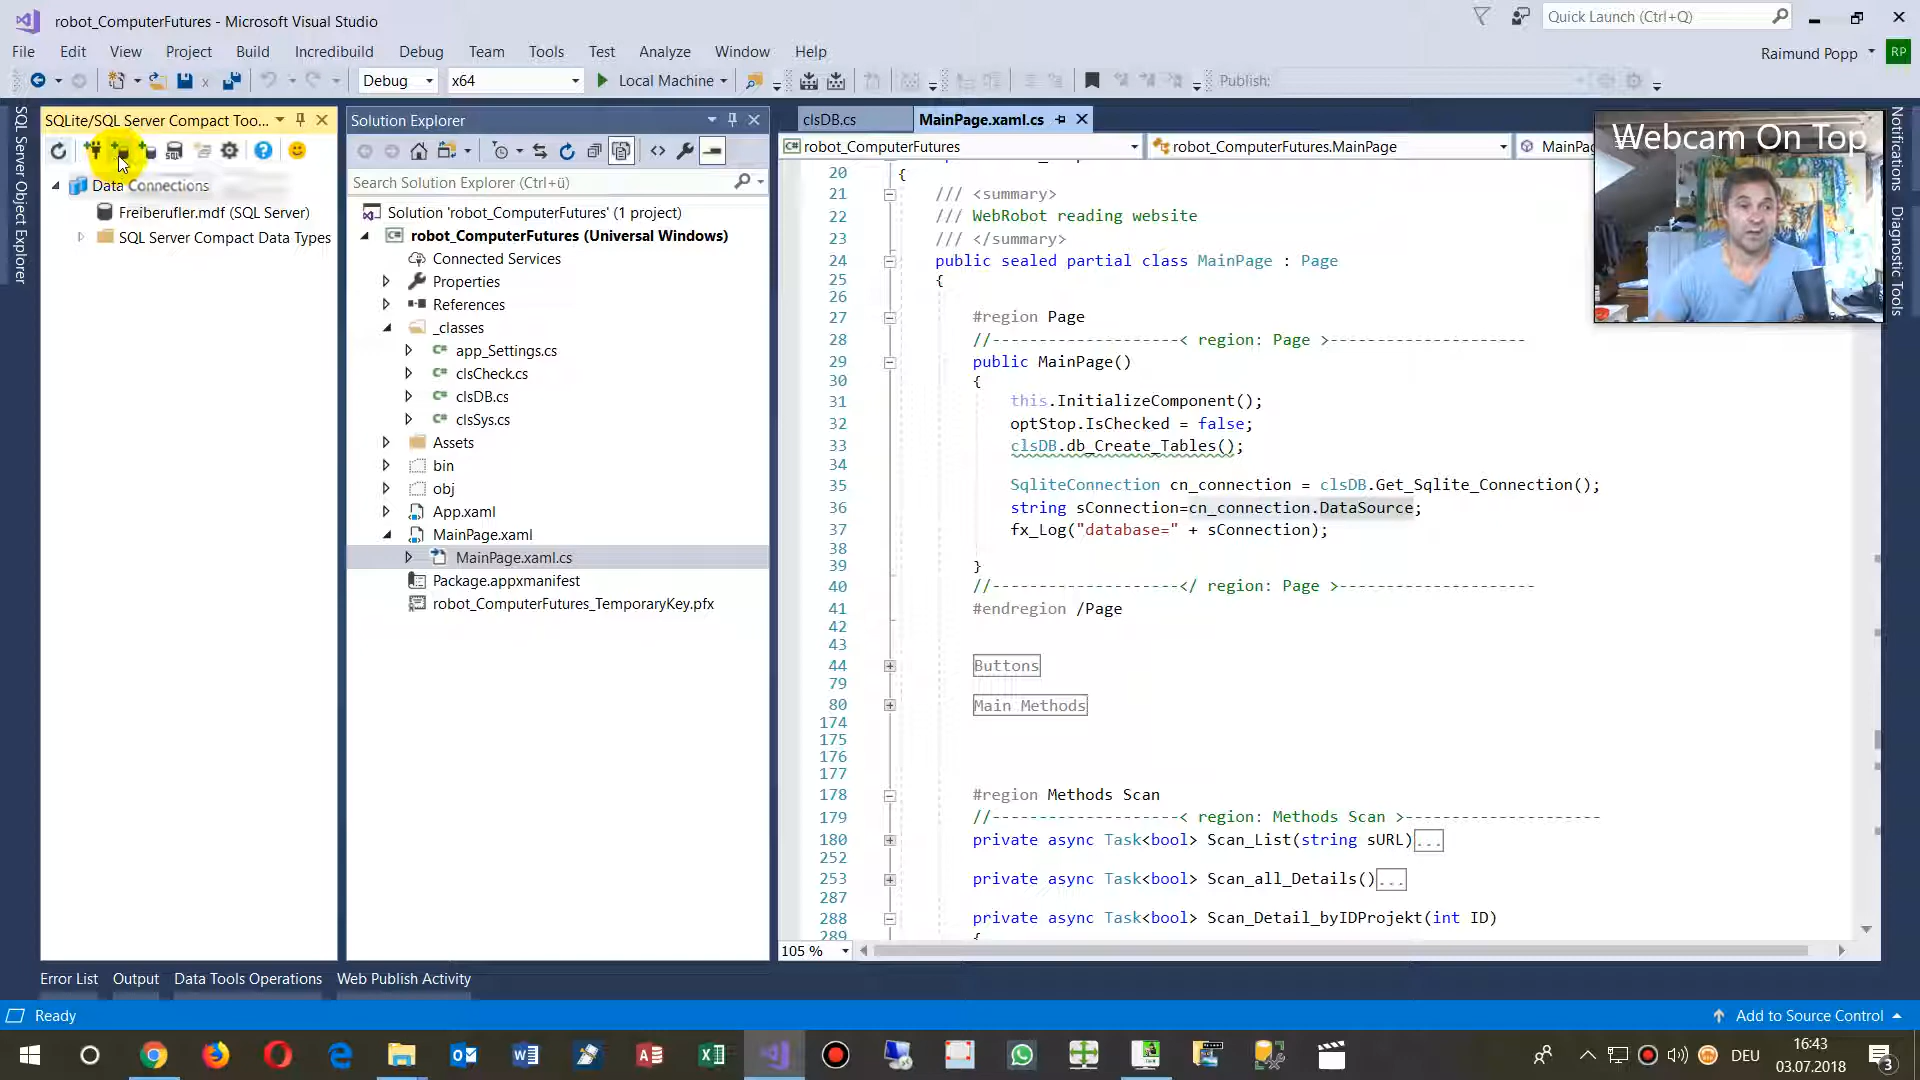 robot_ComputerFutures - Microsoft Visual Studio
Quick Launch (Ctrl+Q)
File Edit View Project Build Incredibuild Debug Team Tools Test Analyze Window Help
Raimund Popp RP
Debug x64 Local Machine Publish:
SQL Server Object Explorer
SQLite/SQL Server Compact Too...
Data Connections
Freiberufler.mdf (SQL Server)
SQL Server Compact Data Types
Solution Explorer
Search Solution Explorer (Ctrl+ü)
Solution 'robot_ComputerFutures' (1 project)
robot_ComputerFutures (Universal Windows)
Connected Services
Properties
References
_classes
app_Settings.cs
clsCheck.cs
clsDB.cs
clsSys.cs
Assets
bin
obj
App.xaml
MainPage.xaml
MainPage.xaml.cs
Package.appxmanifest
robot_ComputerFutures_TemporaryKey.pfx
clsDB.cs MainPage.xaml.cs
robot_ComputerFutures robot_ComputerFutures.MainPage MainPag
20 {
21 /// <summary>
22 /// WebRobot reading website
23 /// </summary>
24 public sealed partial class MainPage : Page
25 {
26
27 #region Page
28 //-------------------< region: Page >---------------------
29 public MainPage()
30 {
31 this.InitializeComponent();
32 optStop.IsChecked = false;
33 clsDB.db_Create_Tables();
34
35 SqliteConnection cn_connection = clsDB.Get_Sqlite_Connection();
36 string sConnection=cn_connection.DataSource;
37 fx_Log("database=" + sConnection);
38
39 }
40 //-------------------</ region: Page >---------------------
41 #endregion /Page
42
43
44 Buttons
79
80 Main Methods
174
175
176
177
178 #region Methods Scan
179 //-------------------< region: Methods Scan >---------------------
180 private async Task<bool> Scan_List(string sURL)...
252
253 private async Task<bool> Scan_all_Details()...
287
288 private async Task<bool> Scan_Detail_byIDProjekt(int ID)
289 {
105 %
Webcam On Top
Notifications
Diagnostic Tools
Error List Output Data Tools Operations Web Publish Activity
Ready
Add to Source Control
DEU
16:43
03.07.2018
3